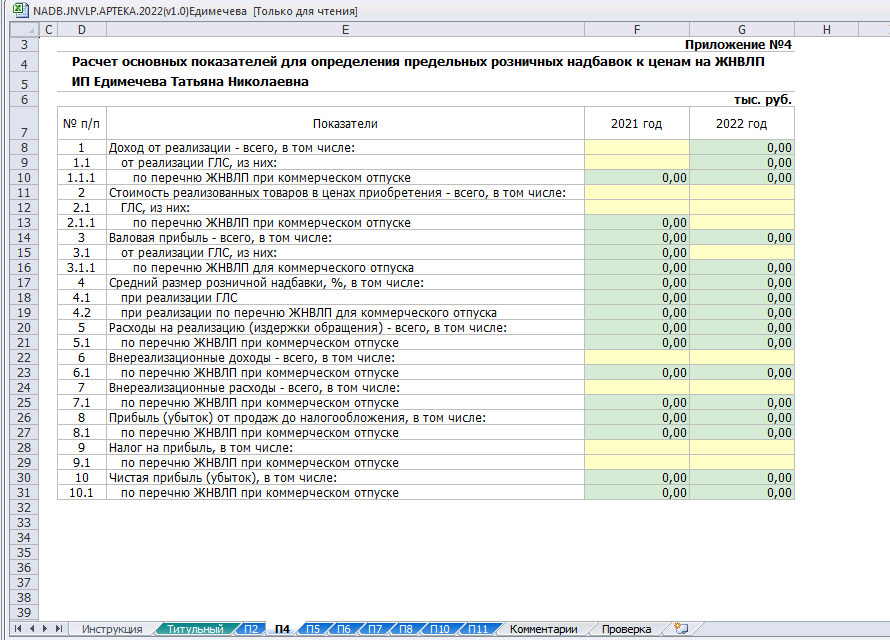 NADB.JNVLP.APTEKA.2022(v1.0)Едимечева [Только для чтения]
C D E F G H
3 Приложение №4
4 Расчет основных показателей для определения предельных розничных надбавок к ценам на ЖНВЛП
5 ИП Едимечева Татьяна Николаевна
6 тыс. руб.
7 № п/п Показатели 2021 год 2022 год
8 1 Доход от реализации - всего, в том числе: 0,00
9 1.1 от реализации ГЛС, из них: 0,00
10 1.1.1 по перечню ЖНВЛП при коммерческом отпуске 0,00 0,00
11 2 Стоимость реализованных товаров в ценах приобретения - всего, в том числе:
12 2.1 ГЛС, из них:
13 2.1.1 по перечню ЖНВЛП при коммерческом отпуске 0,00
14 3 Валовая прибыль - всего, в том числе: 0,00 0,00
15 3.1 от реализации ГЛС, из них: 0,00
16 3.1.1 по перечню ЖНВЛП для коммерческого отпуска 0,00 0,00
17 4 Средний размер розничной надбавки, %, в том числе: 0,00 0,00
18 4.1 при реализации ГЛС 0,00 0,00
19 4.2 при реализации по перечню ЖНВЛП для коммерческого отпуска 0,00 0,00
20 5 Расходы на реализацию (издержки обращения) - всего, в том числе: 0,00 0,00
21 5.1 по перечню ЖНВЛП при коммерческом отпуске 0,00 0,00
22 6 Внереализационные доходы - всего, в том числе:
23 6.1 по перечню ЖНВЛП при коммерческом отпуске 0,00 0,00
24 7 Внереализационные расходы - всего, в том числе:
25 7.1 по перечню ЖНВЛП при коммерческом отпуске 0,00 0,00
26 8 Прибыль (убыток) от продаж до налогообложения, в том числе: 0,00 0,00
27 8.1 по перечню ЖНВЛП при коммерческом отпуске 0,00 0,00
28 9 Налог на прибыль, в том числе:
29 9.1 по перечню ЖНВЛП при коммерческом отпуске
30 10 Чистая прибыль (убыток), в том числе: 0,00 0,00
31 10.1 по перечню ЖНВЛП при коммерческом отпуске 0,00 0,00
32
33
34
35
36
37
38
39
Инструкция Титульный П2 П4 П5 П6 П7 П8 П10 П11 Комментарии Проверка